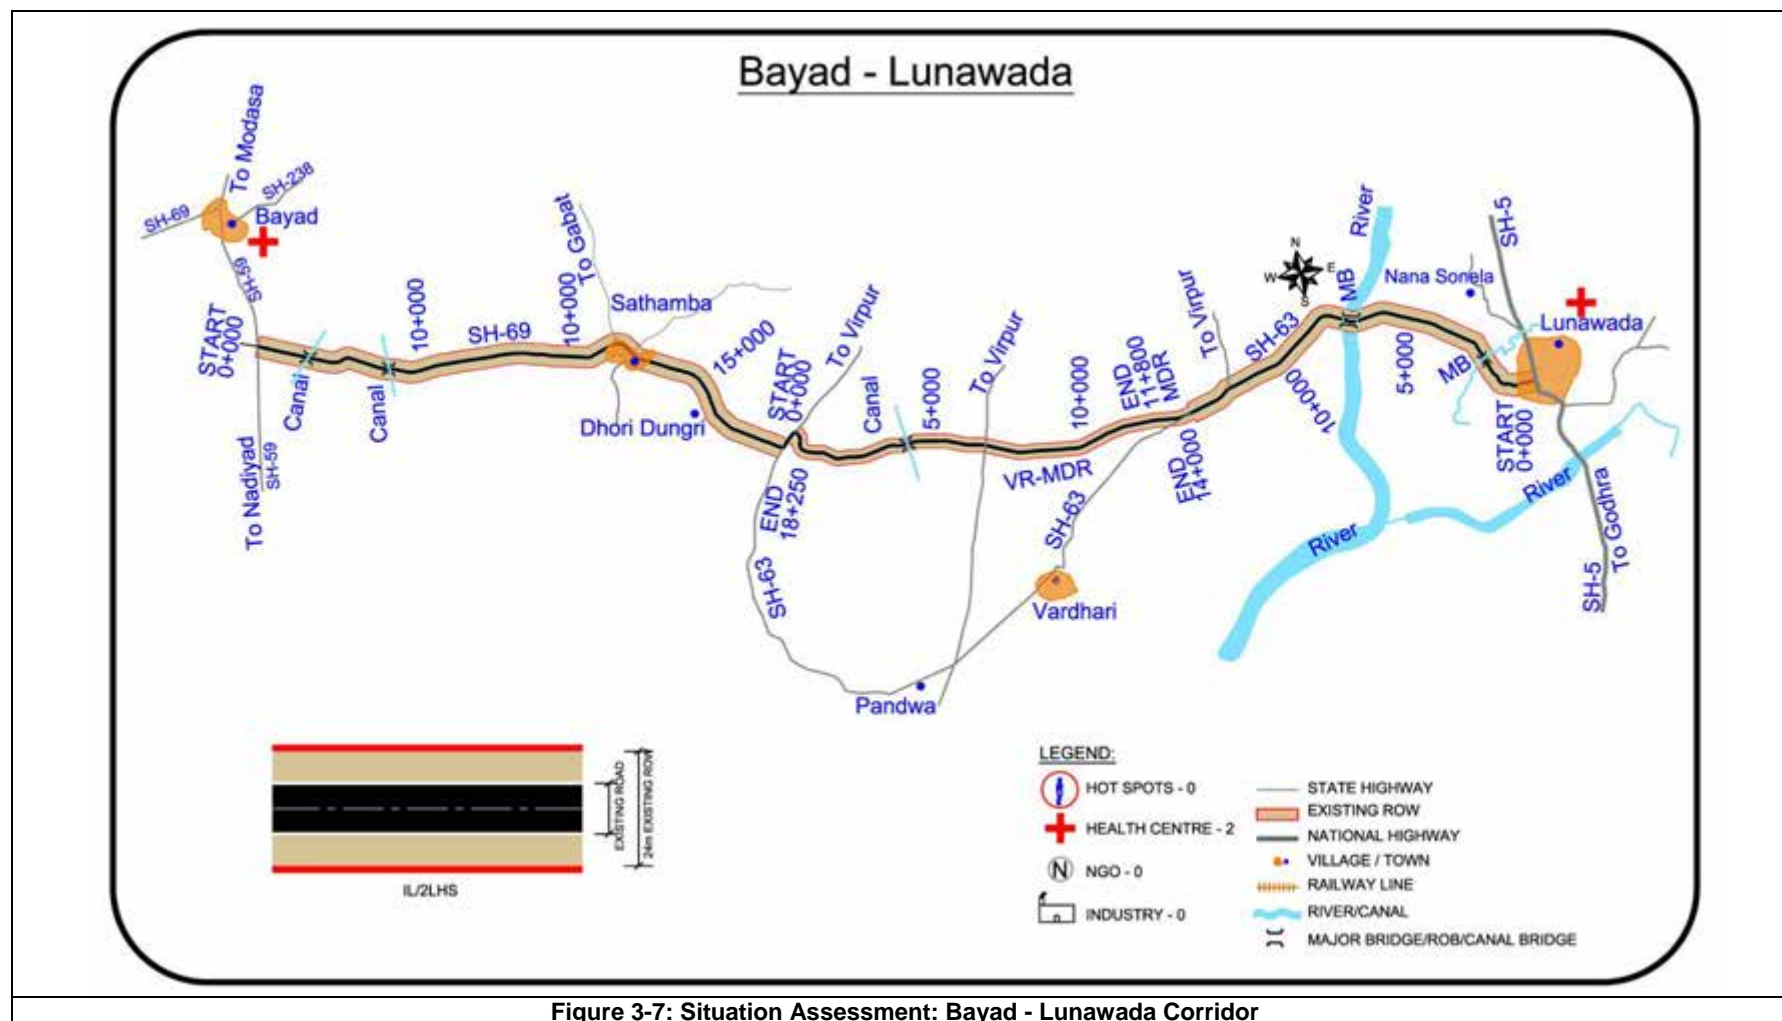 Bayad - Lunawada
To Modasa
SH-238
SH-69
Bayad
SH-59
START
0+000
Canal
Canal
10+000
SH-69
10+000
To Gabat
Sathamba
15+000
Dhori Dungri
To Nadiyad
SH-59
START
0+000
To Virpur
END
18+250
SH-63
Canal
5+000
To Virpur
10+000
VR-MDR
END
11+800
MDR
To Virpur
END
14+000
SH-63
SH-63
Vardhari
Pandwa
10+000
N
E
W
S
MB
River
5+000
Nana Sonela
SH-5
Lunawada
MB
START
0+000
River
River
To Godhra
SH-5
EXISTING ROAD
24m EXISTING ROW
IL/2LHS
LEGEND:
HOT SPOTS - 0
HEALTH CENTRE - 2
N NGO - 0
INDUSTRY - 0
STATE HIGHWAY
EXISTING ROW
NATIONAL HIGHWAY
VILLAGE / TOWN
RAILWAY LINE
RIVER/CANAL
MAJOR BRIDGE/ROB/CANAL BRIDGE
Figure 3-7: Situation Assessment: Bayad - Lunawada Corridor